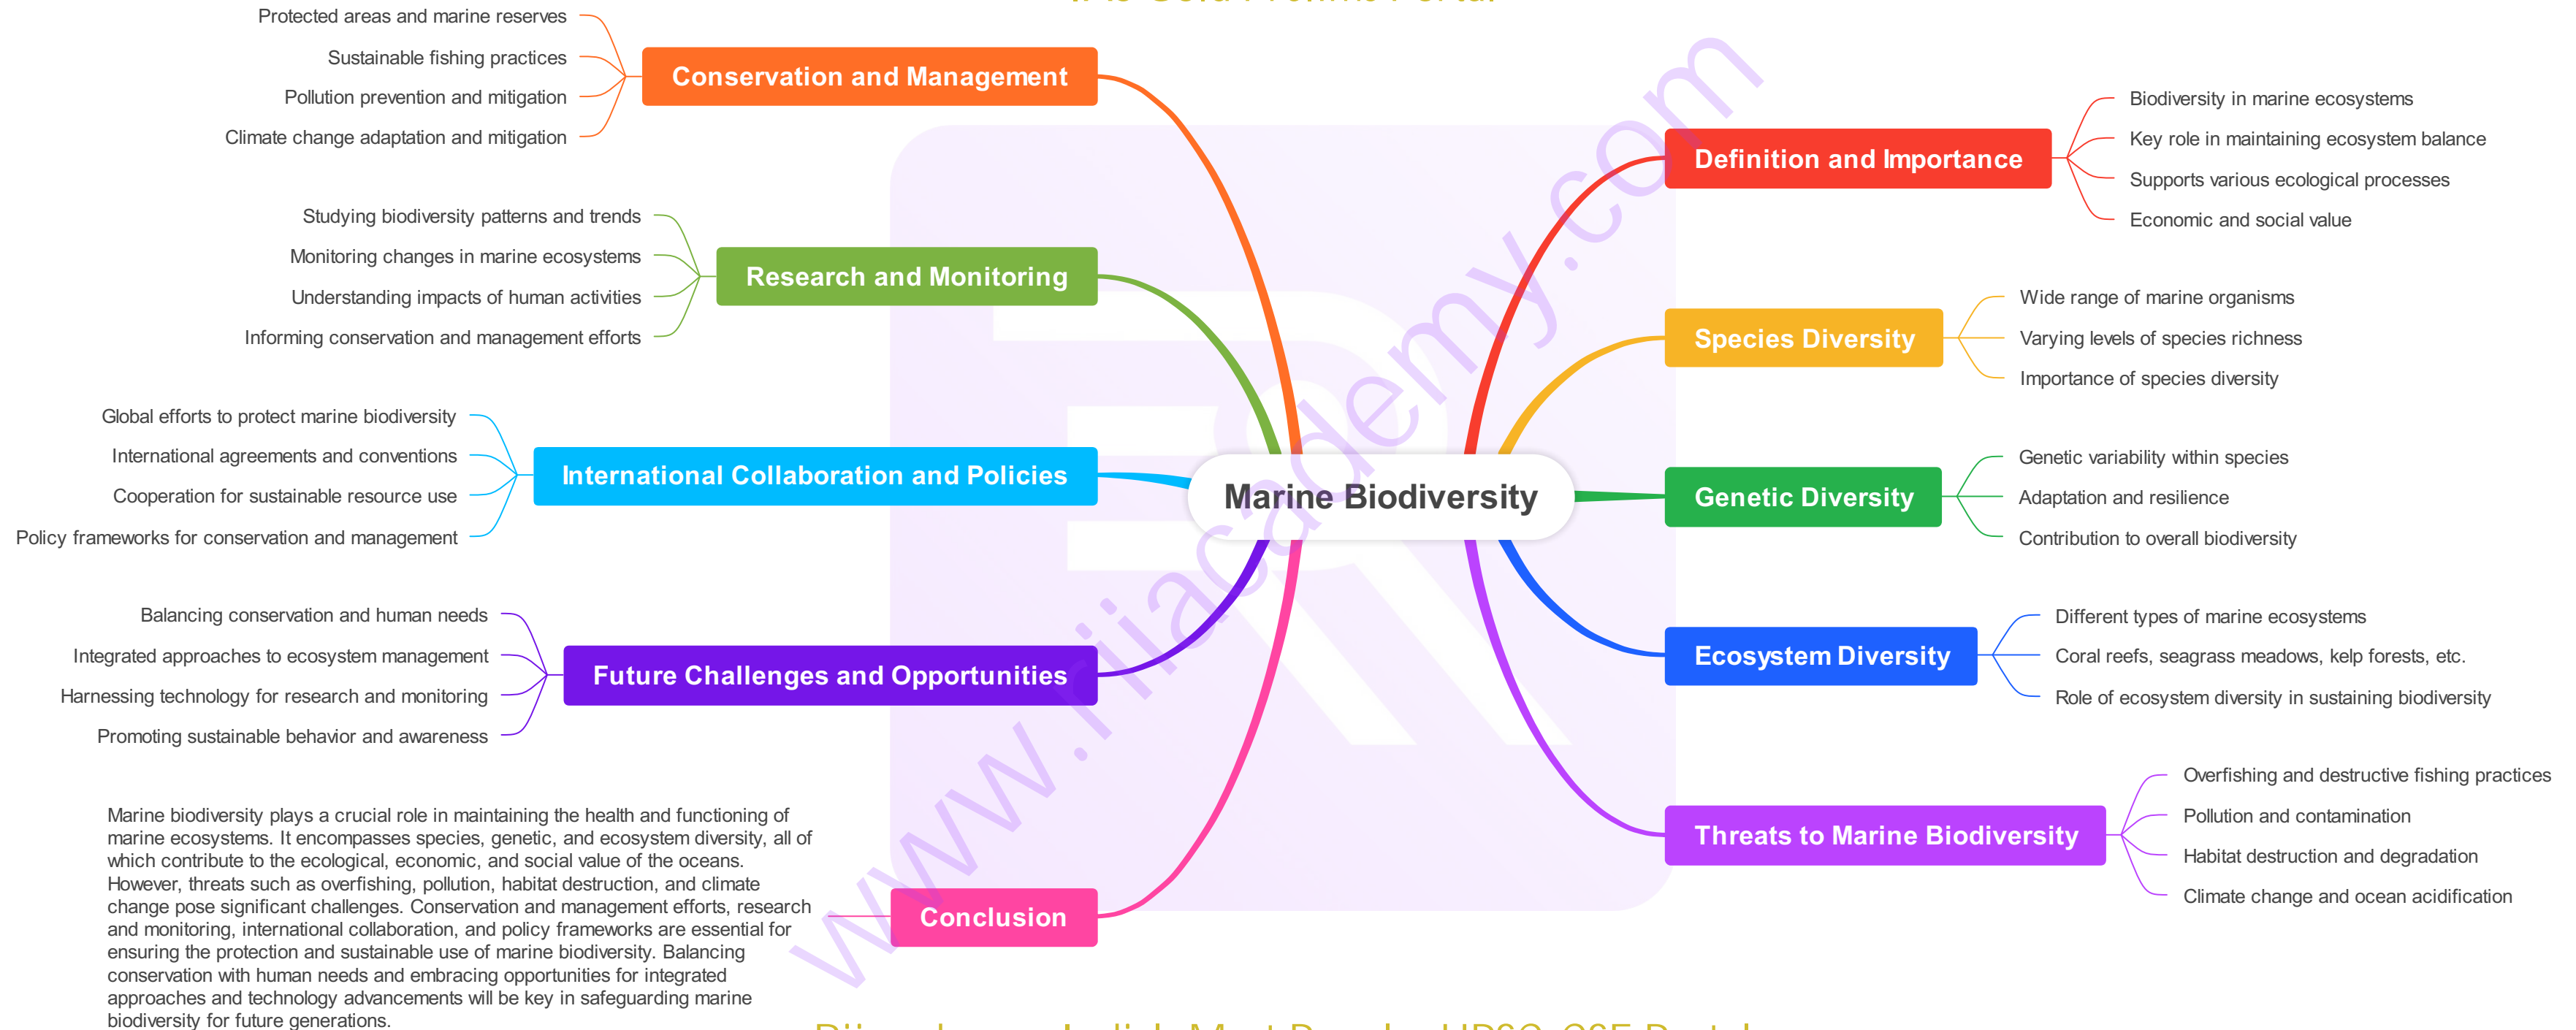 Protected areas and marine reserves
Sustainable fishing practices
Pollution prevention and mitigation
Climate change adaptation and mitigation
Conservation and Management
Studying biodiversity patterns and trends
Monitoring changes in marine ecosystems
Understanding impacts of human activities
Informing conservation and management efforts
Research and Monitoring
Global efforts to protect marine biodiversity
International agreements and conventions
Cooperation for sustainable resource use
Policy frameworks for conservation and management
International Collaboration and Policies
Balancing conservation and human needs
Integrated approaches to ecosystem management
Harnessing technology for research and monitoring
Promoting sustainable behavior and awareness
Future Challenges and Opportunities
Marine biodiversity plays a crucial role in maintaining the health and functioning of
marine ecosystems. It encompasses species, genetic, and ecosystem diversity, all of
which contribute to the ecological, economic, and social value of the oceans.
However, threats such as overfishing, pollution, habitat destruction, and climate
change pose significant challenges. Conservation and management efforts, research
and monitoring, international collaboration, and policy frameworks are essential for
ensuring the protection and sustainable use of marine biodiversity. Balancing
conservation with human needs and embracing opportunities for integrated
approaches and technology advancements will be key in safeguarding marine
biodiversity for future generations.
Conclusion
Marine Biodiversity
Definition and Importance
Biodiversity in marine ecosystems
Key role in maintaining ecosystem balance
Supports various ecological processes
Economic and social value
Species Diversity
Wide range of marine organisms
Varying levels of species richness
Importance of species diversity
Genetic Diversity
Genetic variability within species
Adaptation and resilience
Contribution to overall biodiversity
Ecosystem Diversity
Different types of marine ecosystems
Coral reefs, seagrass meadows, kelp forests, etc.
Role of ecosystem diversity in sustaining biodiversity
Threats to Marine Biodiversity
Overfishing and destructive fishing practices
Pollution and contamination
Habitat destruction and degradation
Climate change and ocean acidification
www.riiacademy.com